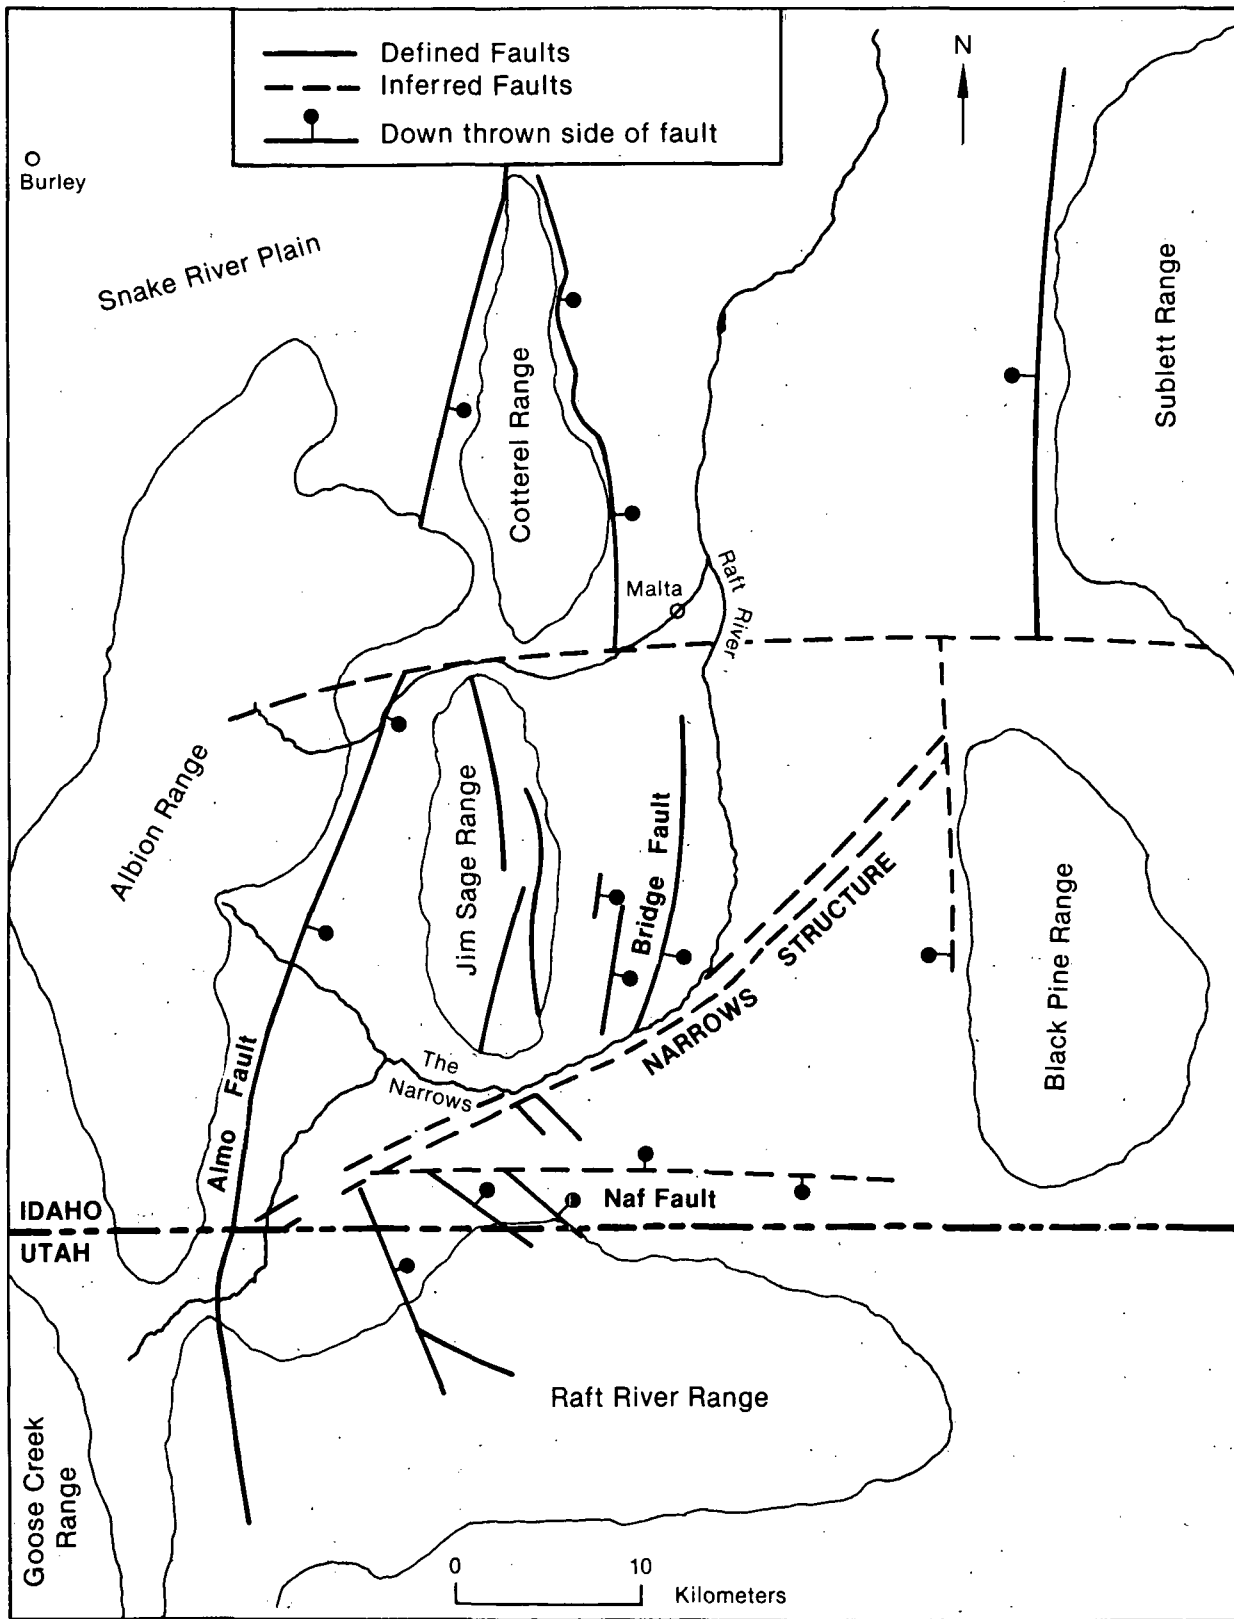 Defined Faults
Inferred Faults
Down thrown side of fault
N
Burley
Snake River Plain
Cotterel Range
Sublett Range
Malta
Raft River
Albion Range
Jim Sage Range
Bridge Fault
NARROWS STRUCTURE
Black Pine Range
The
Narrows
Almo Fault
Naf Fault
IDAHO
UTAH
Raft River Range
Goose Creek
Range
0 10
Kilometers